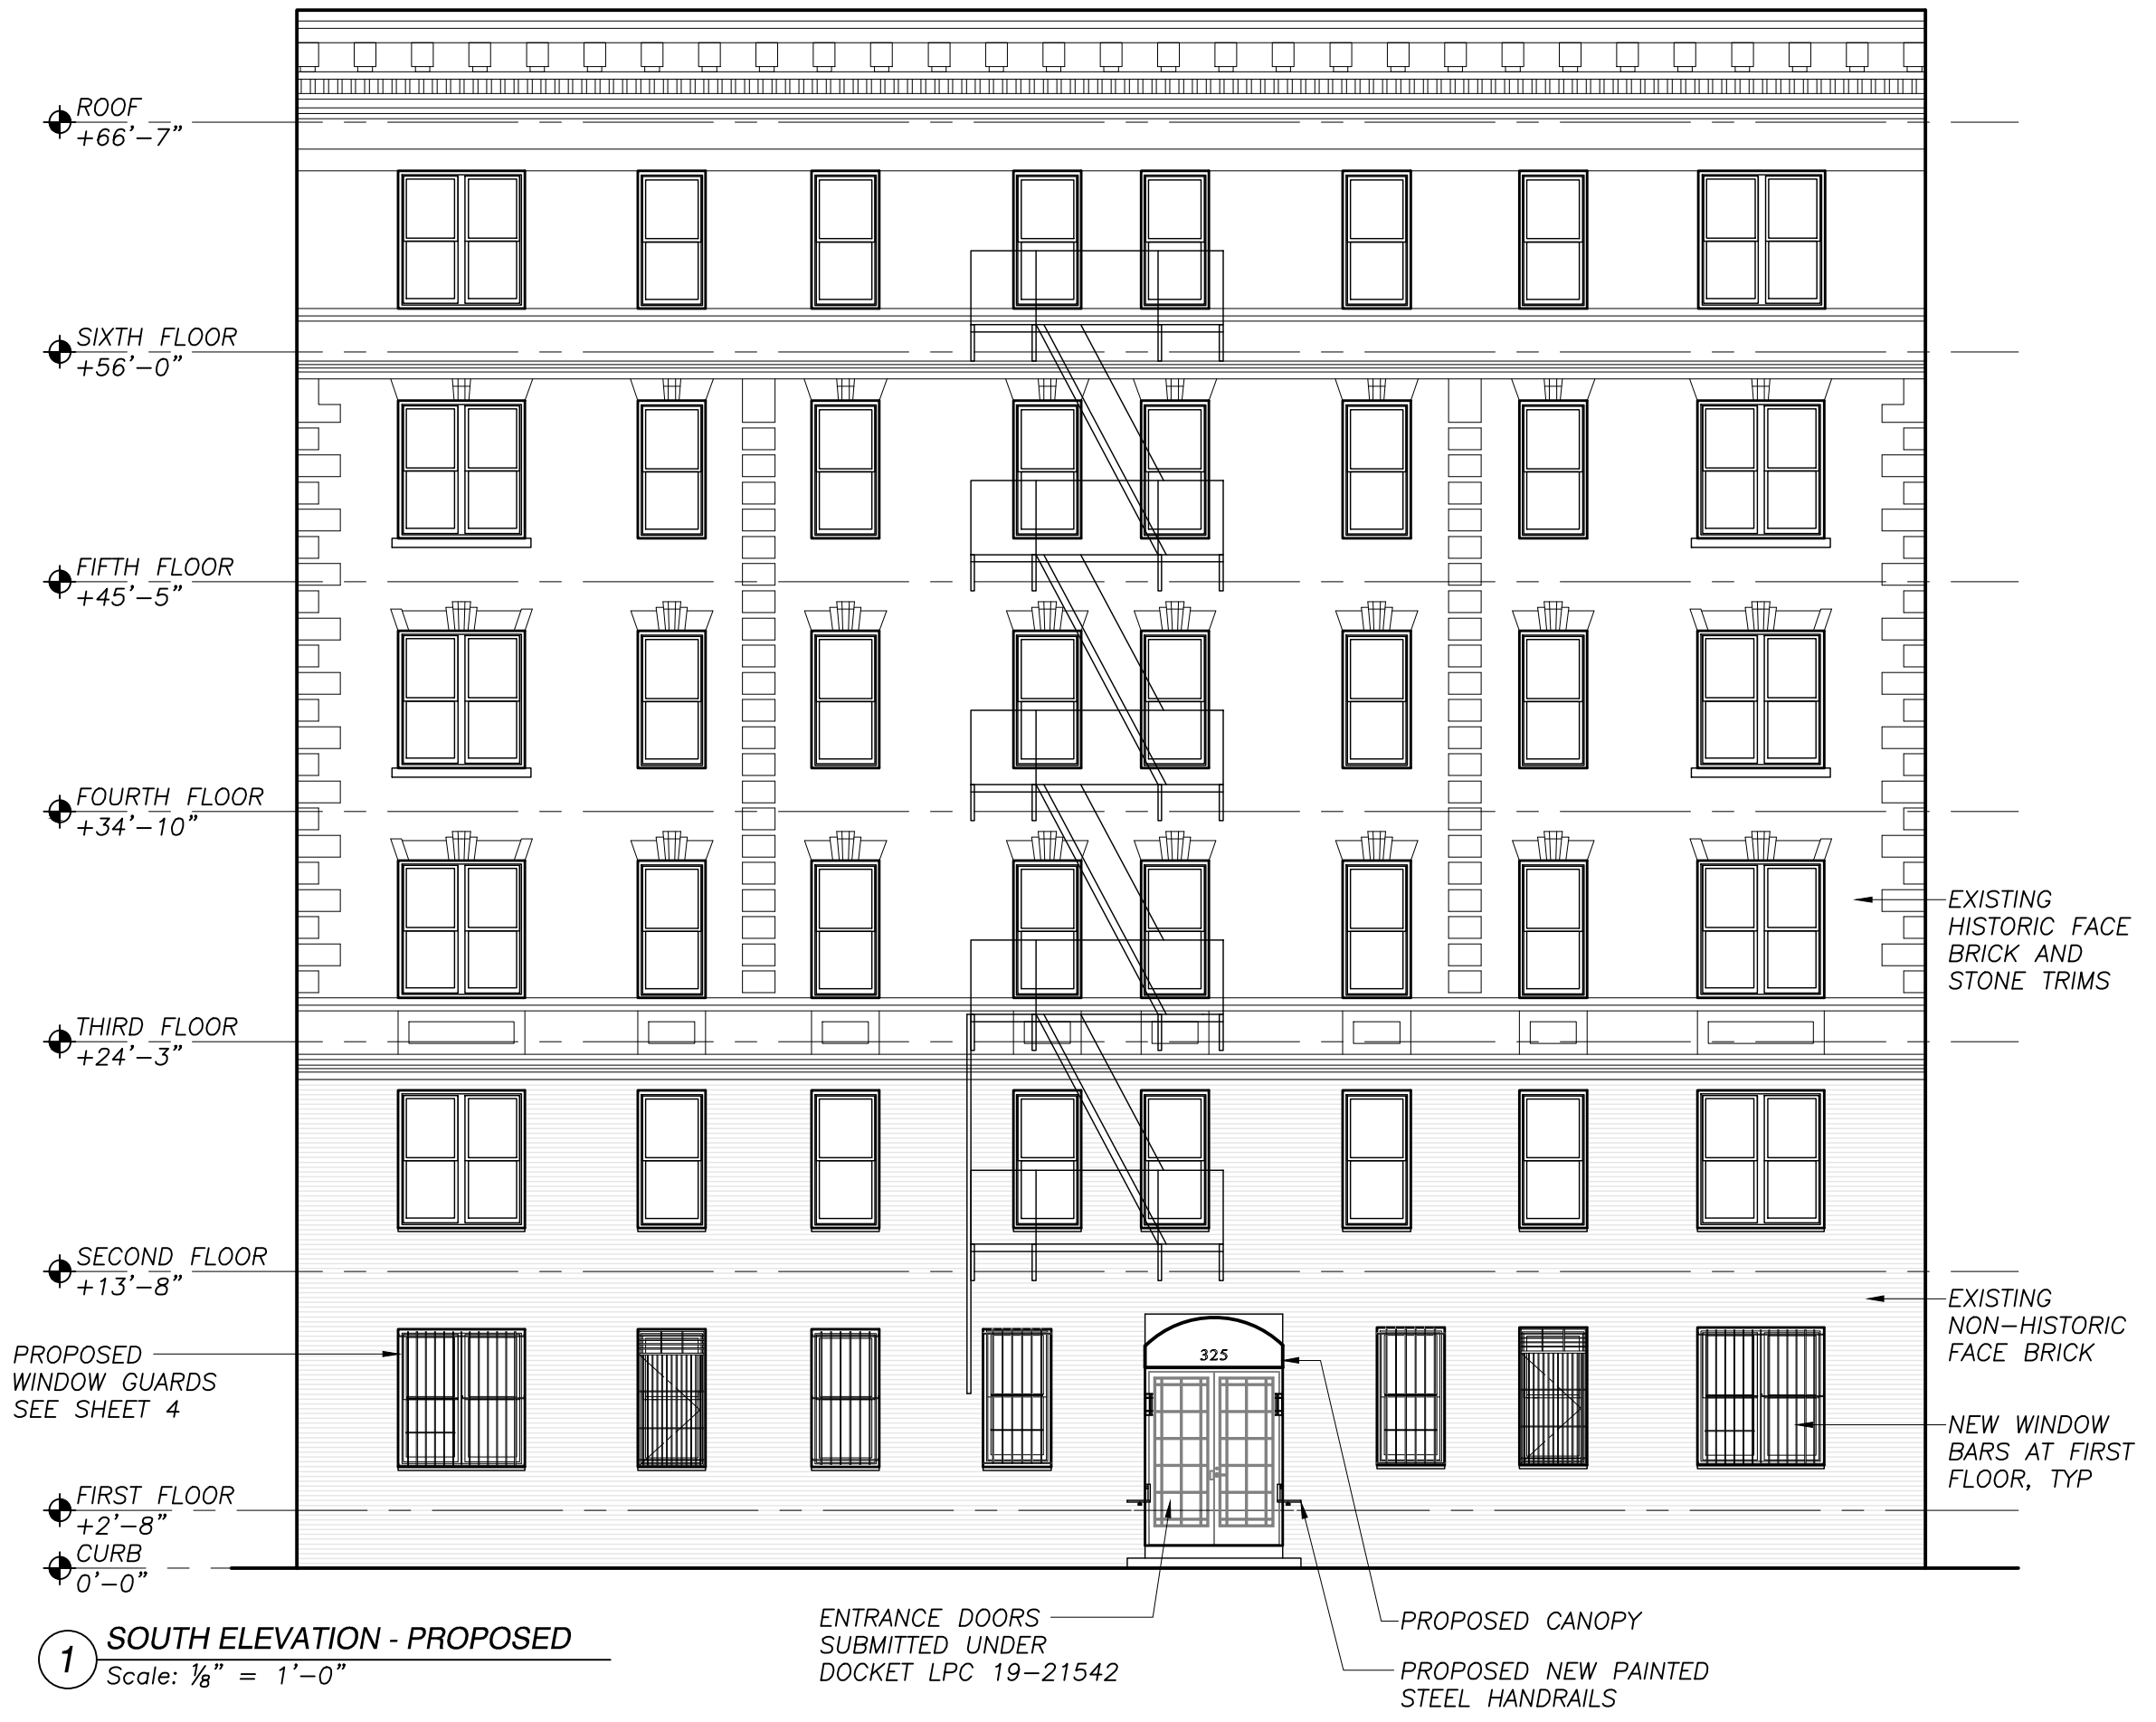 ROOF
+66'-7"
SIXTH FLOOR
+56'-0"
FIFTH FLOOR
+45'-5"
FOURTH FLOOR
+34'-10"
EXISTING
HISTORIC FACE
BRICK AND
STONE TRIMS
THIRD FLOOR
+24'-3"
SECOND FLOOR
+13'-8"
EXISTING
NON-HISTORIC
FACE BRICK
PROPOSED
WINDOW GUARDS
SEE SHEET 4
325
NEW WINDOW
BARS AT FIRST
FLOOR, TYP
FIRST FLOOR
+2'-8"
CURB
0'-0"
1 SOUTH ELEVATION - PROPOSED
Scale: ⅛" = 1'-0"
ENTRANCE DOORS
SUBMITTED UNDER
DOCKET LPC 19-21542
PROPOSED CANOPY
PROPOSED NEW PAINTED
STEEL HANDRAILS